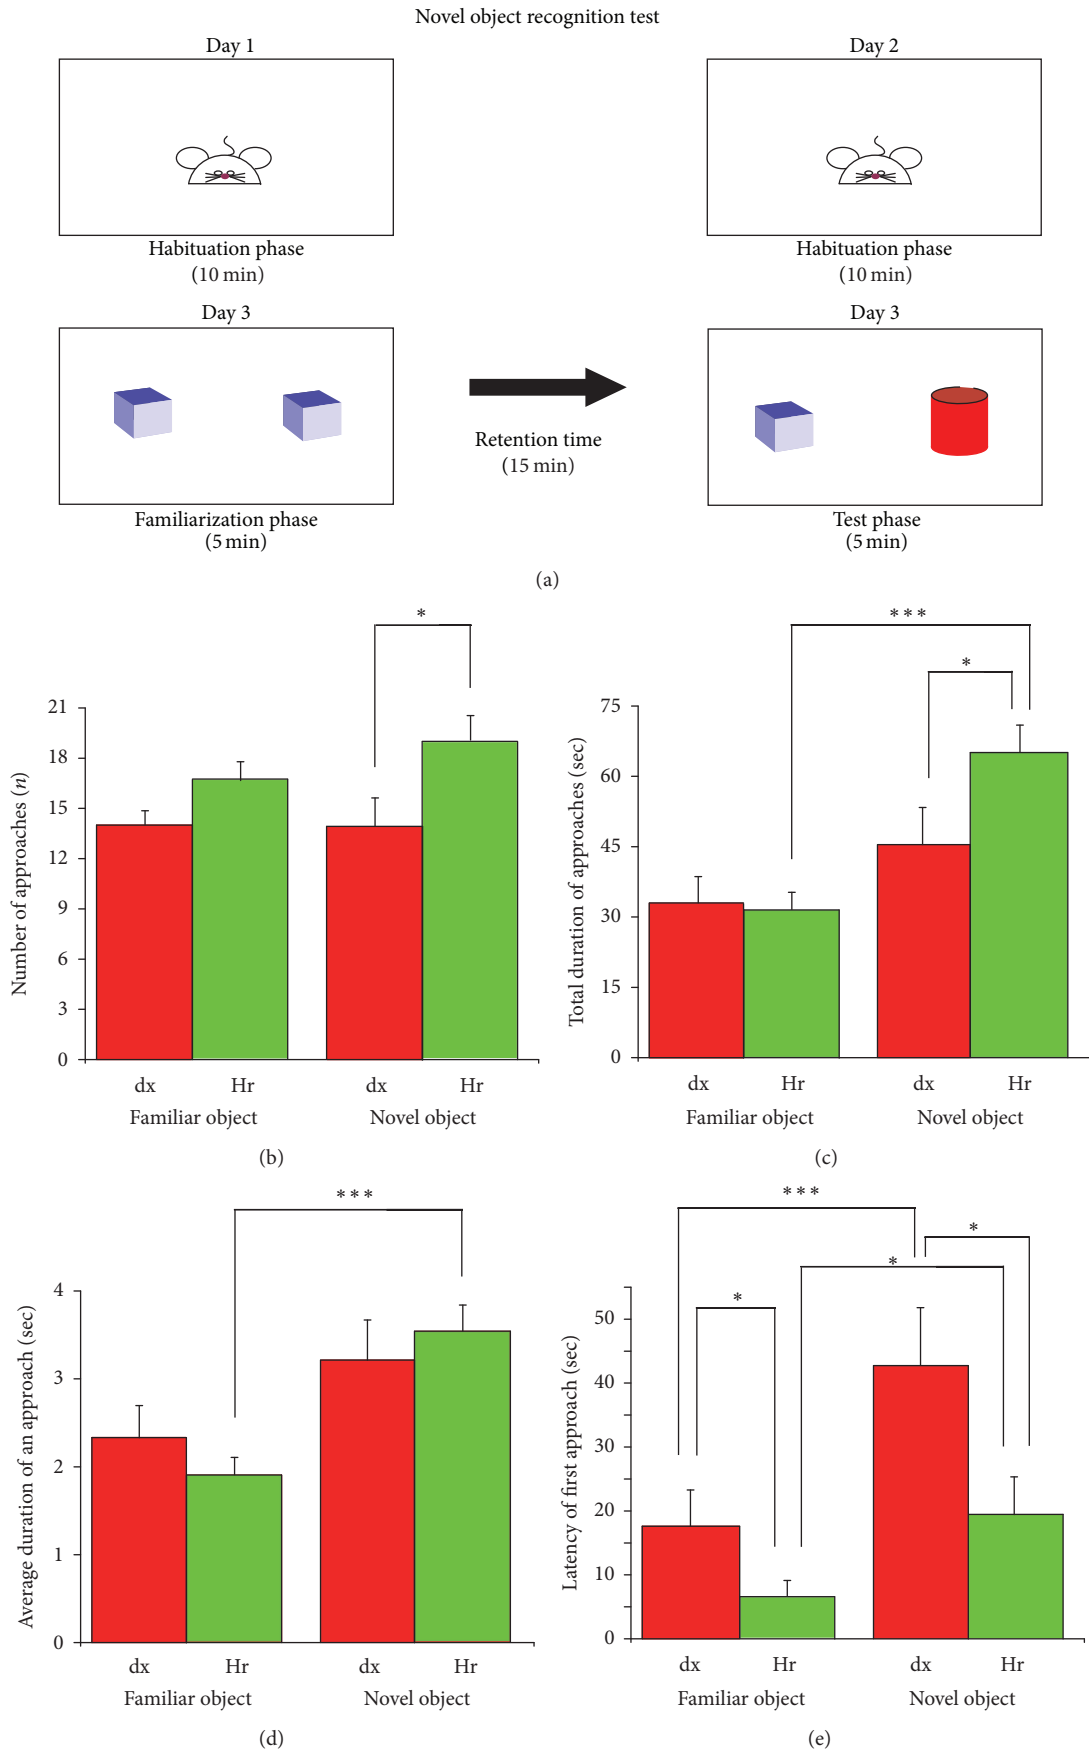 Novel object recognition test
Day 1
Day 2
Habituation phase
(10 min)
Habituation phase
(10 min)
Day 3
Day 3
Retention time
(15 min)
Familiarization phase
(5 min)
Test phase
(5 min)
(a)
*
21
18
15
12
9
6
3
0
Number of approaches (n)
dx
Hr
dx
Hr
Familiar object
Novel object
(b)
***
*
75
60
45
30
15
0
Total duration of approaches (sec)
dx
Hr
dx
Hr
Familiar object
Novel object
(c)
***
4
3
2
1
0
Average duration of an approach (sec)
dx
Hr
dx
Hr
Familiar object
Novel object
(d)
***
*
*
*
50
40
30
20
10
0
Latency of first approach (sec)
dx
Hr
dx
Hr
Familiar object
Novel object
(e)